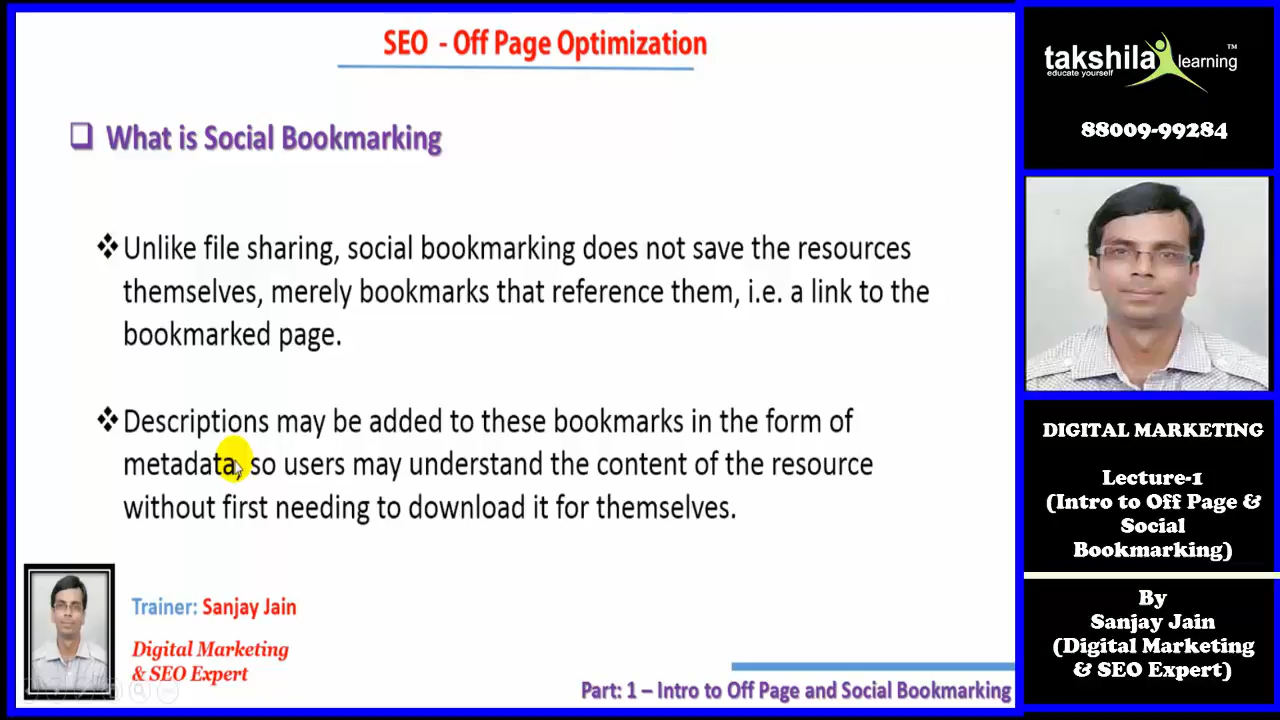 SEO - Off Page Optimization
What is Social Bookmarking
Unlike file sharing, social bookmarking does not save the resources
themselves, merely bookmarks that reference them, i.e. a link to the
bookmarked page.
Descriptions may be added to these bookmarks in the form of
metadata, so users may understand the content of the resource
without first needing to download it for themselves.
Trainer: Sanjay Jain
Digital Marketing
& SEO Expert
Part: 1 – Intro to Off Page and Social Bookmarking
takshila learning™
educate yourself
88009-99284
DIGITAL MARKETING
Lecture-1
(Intro to Off Page &
Social
Bookmarking)
By
Sanjay Jain
(Digital Marketing
& SEO Expert)